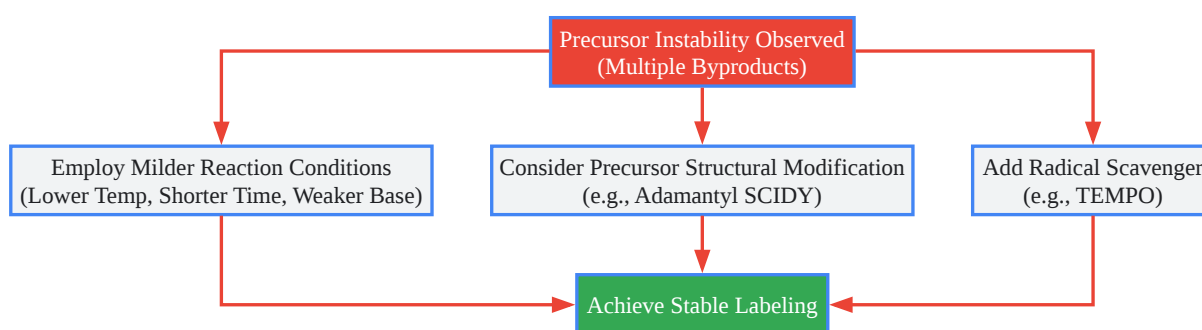 Precursor Instability Observed
(Multiple Byproducts)
Employ Milder Reaction Conditions
(Lower Temp, Shorter Time, Weaker Base)
Consider Precursor Structural Modification
(e.g., Adamantyl SCIDY)
Add Radical Scavenger
(e.g., TEMPO)
Achieve Stable Labeling